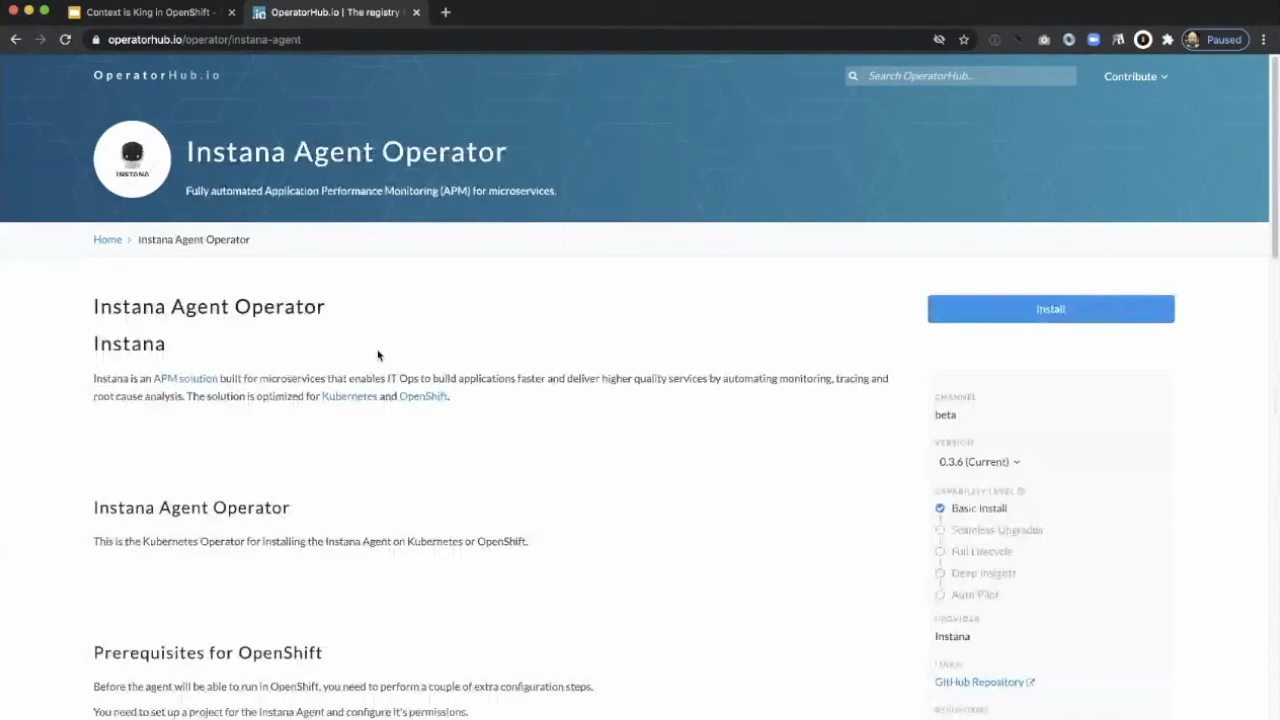 Context is King in OpenShift -
OperatorHub.io | The registry
operatorhub.io/operator/instana-agent
Paused
OperatorHub.io
Search OperatorHub...
Contribute
INSTANA
Instana Agent Operator
Fully automated Application Performance Monitoring (APM) for microservices.
Home > Instana Agent Operator
Instana Agent Operator
Install
Instana
Instana is an APM solution built for microservices that enables IT Ops to build applications faster and deliver higher quality services by automating monitoring, tracing and
root cause analysis. The solution is optimized for Kubernetes and OpenShift.
CHANNEL
beta
VERSION
0.3.6 (Current)
CAPABILITY LEVEL
Basic Install
Seamless Upgrades
Full Lifecycle
Deep Insights
Auto Pilot
PROVIDER
Instana
LINKS
GitHub Repository
REPOSITORY
Instana Agent Operator
This is the Kubernetes Operator for installing the Instana Agent on Kubernetes or OpenShift.
Prerequisites for OpenShift
Before the agent will be able to run in OpenShift, you need to perform a couple of extra configuration steps.
You need to set up a project for the Instana Agent and configure it's permissions.